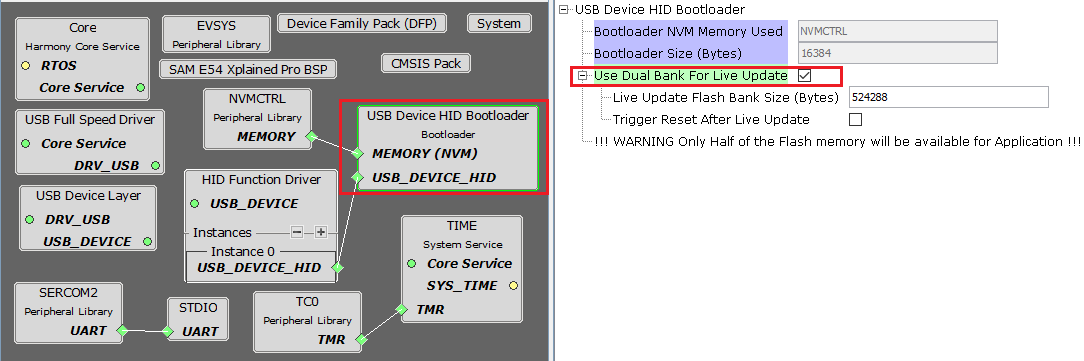 Core
Harmony Core Service
RTOS
Core Service
EVSYS
Peripheral Library
Device Family Pack (DFP)
System
SAM E54 Xplained Pro BSP
CMSIS Pack
USB Full Speed Driver
Core Service
DRV_USB
NVMCTRL
Peripheral Library
MEMORY
USB Device HID Bootloader
Bootloader
MEMORY (NVM)
USB_DEVICE_HID
USB Device Layer
DRV_USB
USB_DEVICE
HID Function Driver
USB_DEVICE
Instances
Instance 0
USB_DEVICE_HID
TIME
System Service
Core Service
SYS_TIME
TMR
SERCOM2
Peripheral Library
UART
STDIO
UART
TC0
Peripheral Library
TMR
USB Device HID Bootloader
Bootloader NVM Memory Used NVMCTRL
Bootloader Size (Bytes) 16384
Use Dual Bank For Live Update
Live Update Flash Bank Size (Bytes) 524288
Trigger Reset After Live Update
!!! WARNING Only Half of the Flash memory will be available for Application !!!